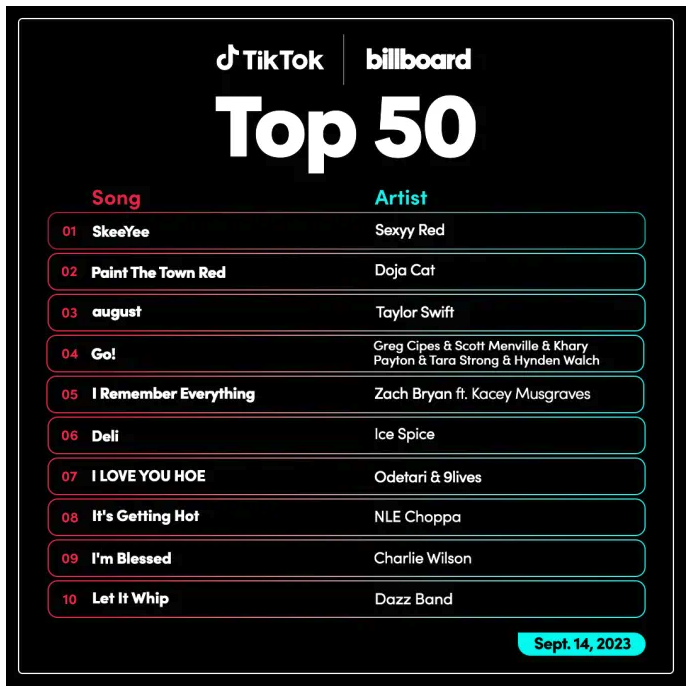 TikTok | billboard
Top 50
Song Artist
01 SkeeYee Sexyy Red
02 Paint The Town Red Doja Cat
03 august Taylor Swift
04 Go! Greg Cipes & Scott Menville & Khary
Payton & Tara Strong & Hynden Walch
05 I Remember Everything Zach Bryan ft. Kacey Musgraves
06 Deli Ice Spice
07 I LOVE YOU HOE Odetari & 9lives
08 It's Getting Hot NLE Choppa
09 I'm Blessed Charlie Wilson
10 Let It Whip Dazz Band
Sept. 14, 2023